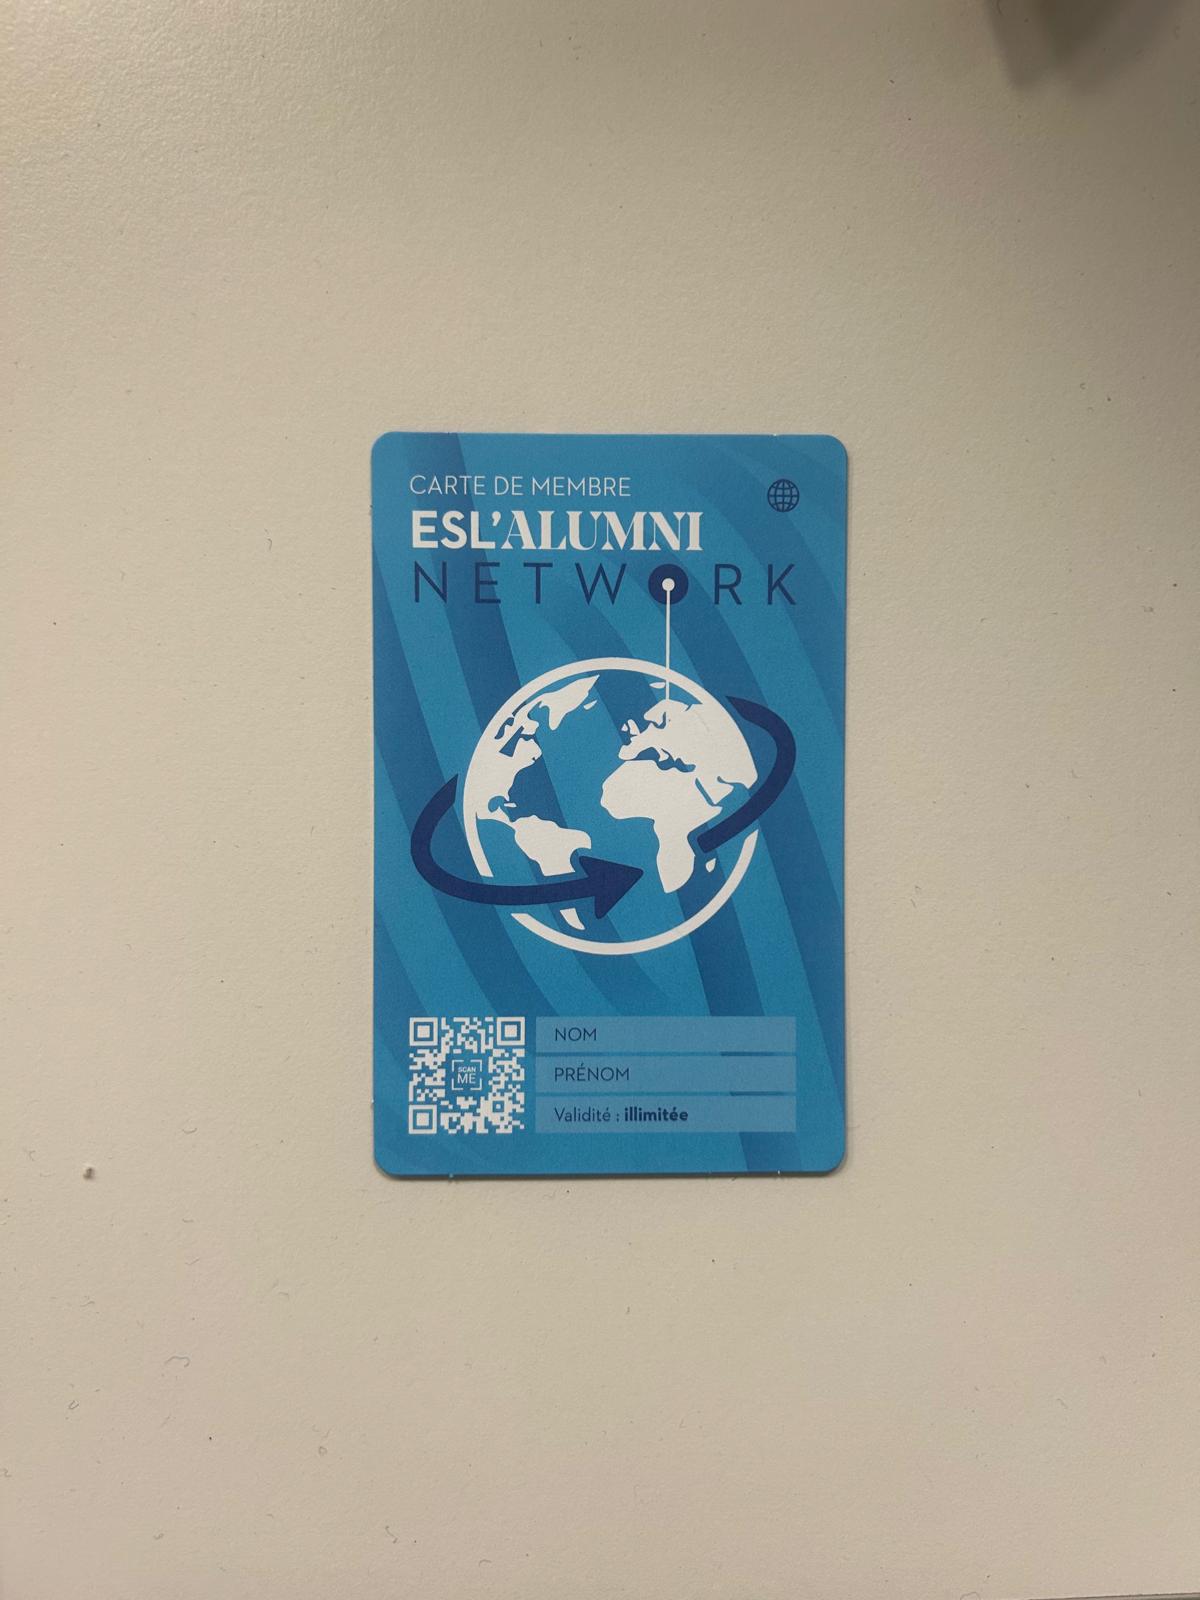 CARTE DE MEMBRE
ESL'ALUMNI
NETWORK
SCAN
ME
NOM
PRÉNOM
Validité : illimitée